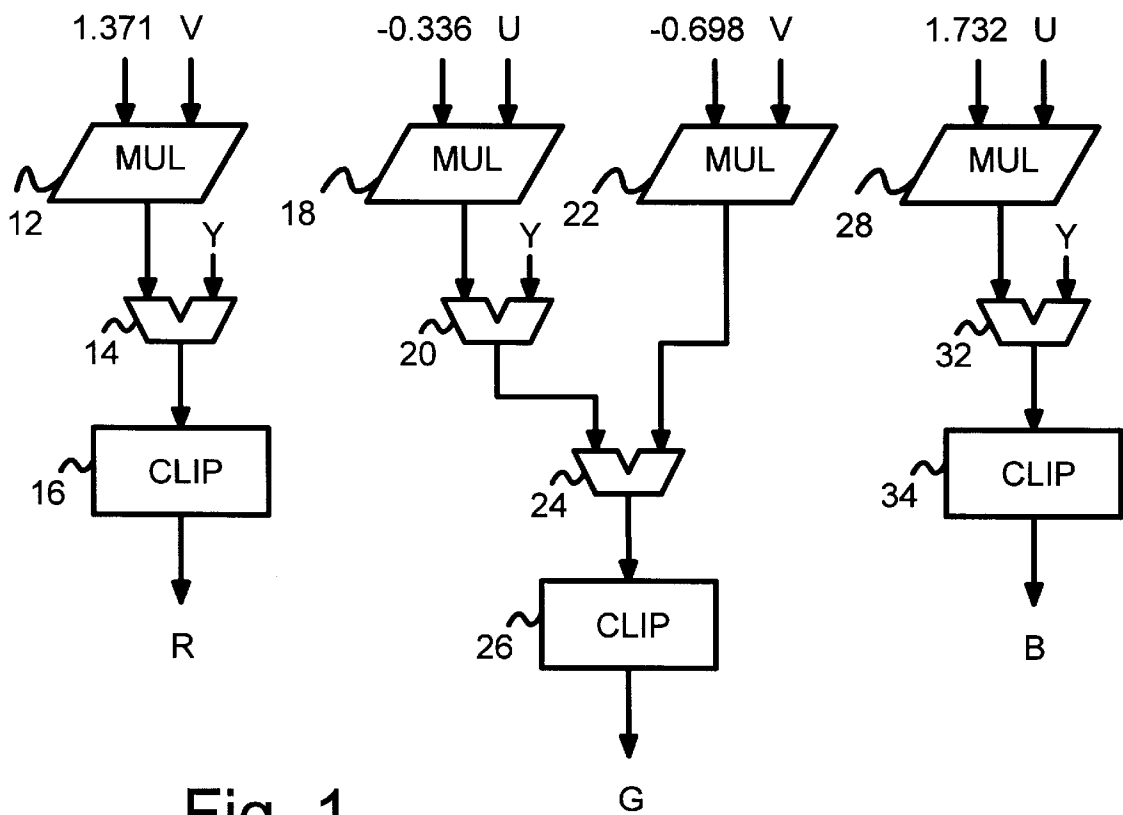 1.371 V -0.336 U -0.698 V 1.732 U
MUL MUL MUL MUL
12 18 22 28
Y Y Y
14 20 32
CLIP CLIP
16 24 34
CLIP
26
R B
G
Fig. 1